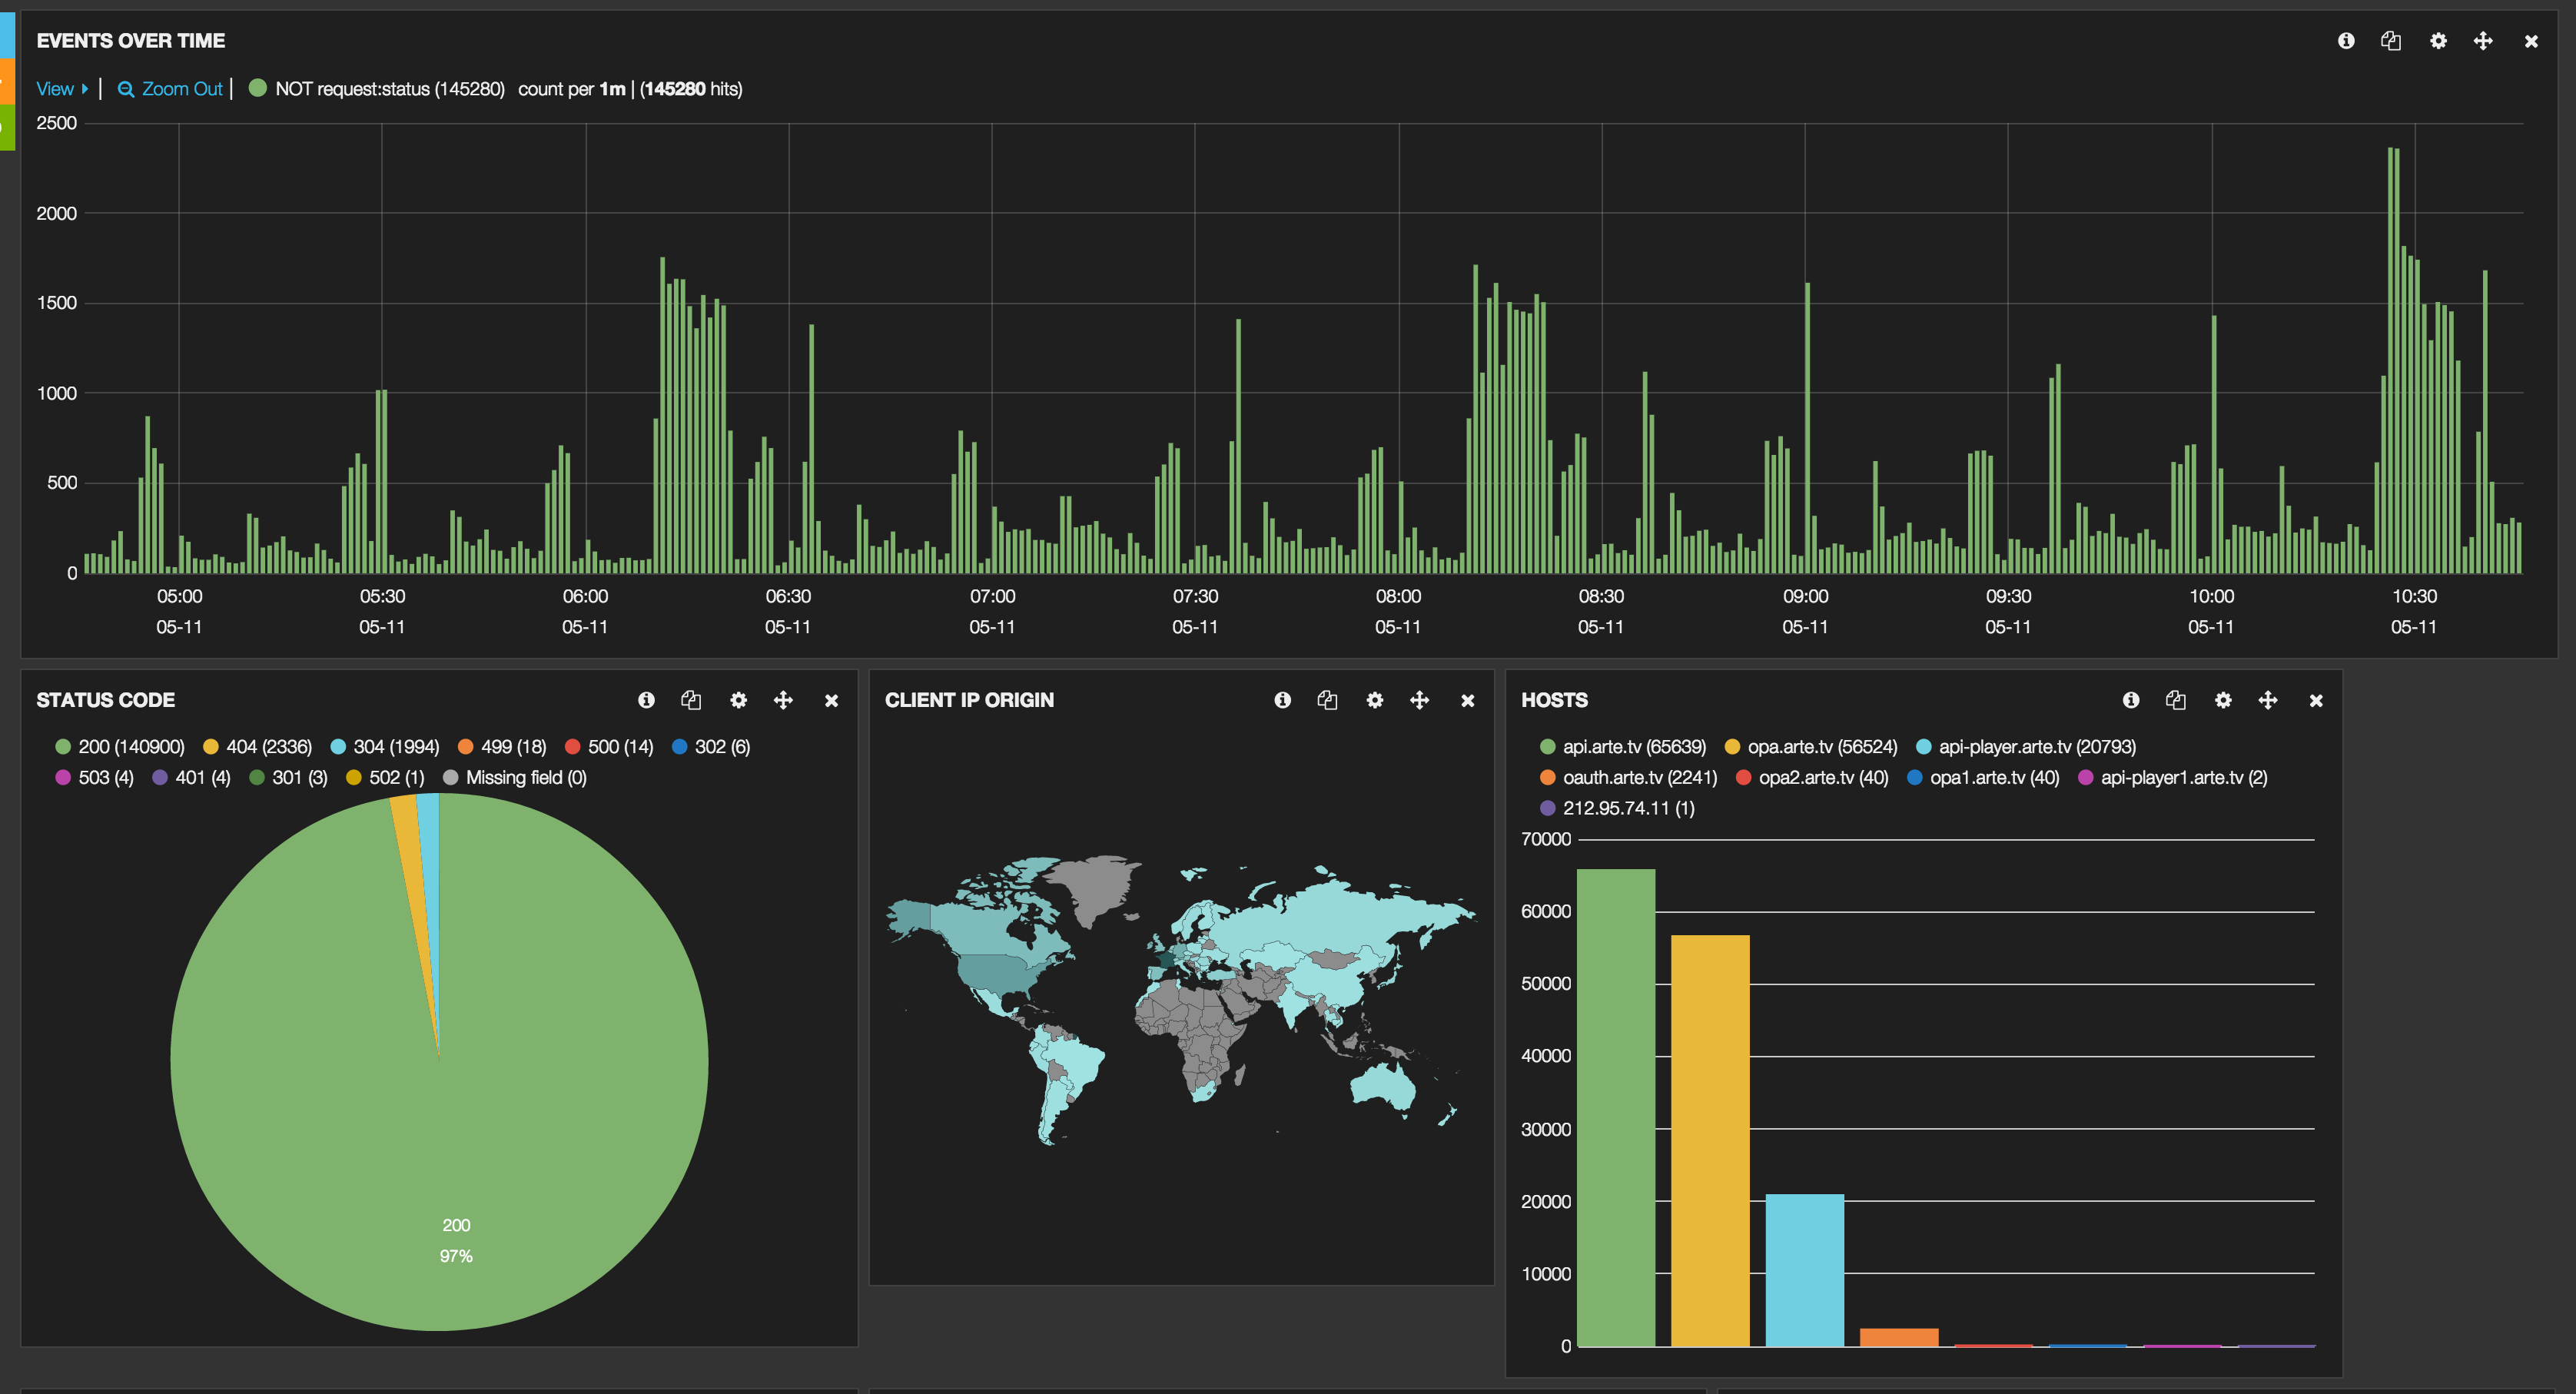 EVENTS OVER TIME
View | Zoom Out | NOT request:status (145280) count per 1m | (145280 hits)
2500
2000
1500
1000
500
0
05:00 05:30 06:00 06:30 07:00 07:30 08:00 08:30 09:00 09:30 10:00 10:30
05-11 05-11 05-11 05-11 05-11 05-11 05-11 05-11 05-11 05-11 05-11 05-11
STATUS CODE
200 (140900) 404 (2336) 304 (1994) 499 (18) 500 (14) 302 (6)
503 (4) 401 (4) 301 (3) 502 (1) Missing field (0)
200
97%
CLIENT IP ORIGIN
HOSTS
api.arte.tv (65639) opa.arte.tv (56524) api-player.arte.tv (20793)
oauth.arte.tv (2241) opa2.arte.tv (40) opa1.arte.tv (40) api-player1.arte.tv (2)
212.95.74.11 (1)
70000
60000
50000
40000
30000
20000
10000
0